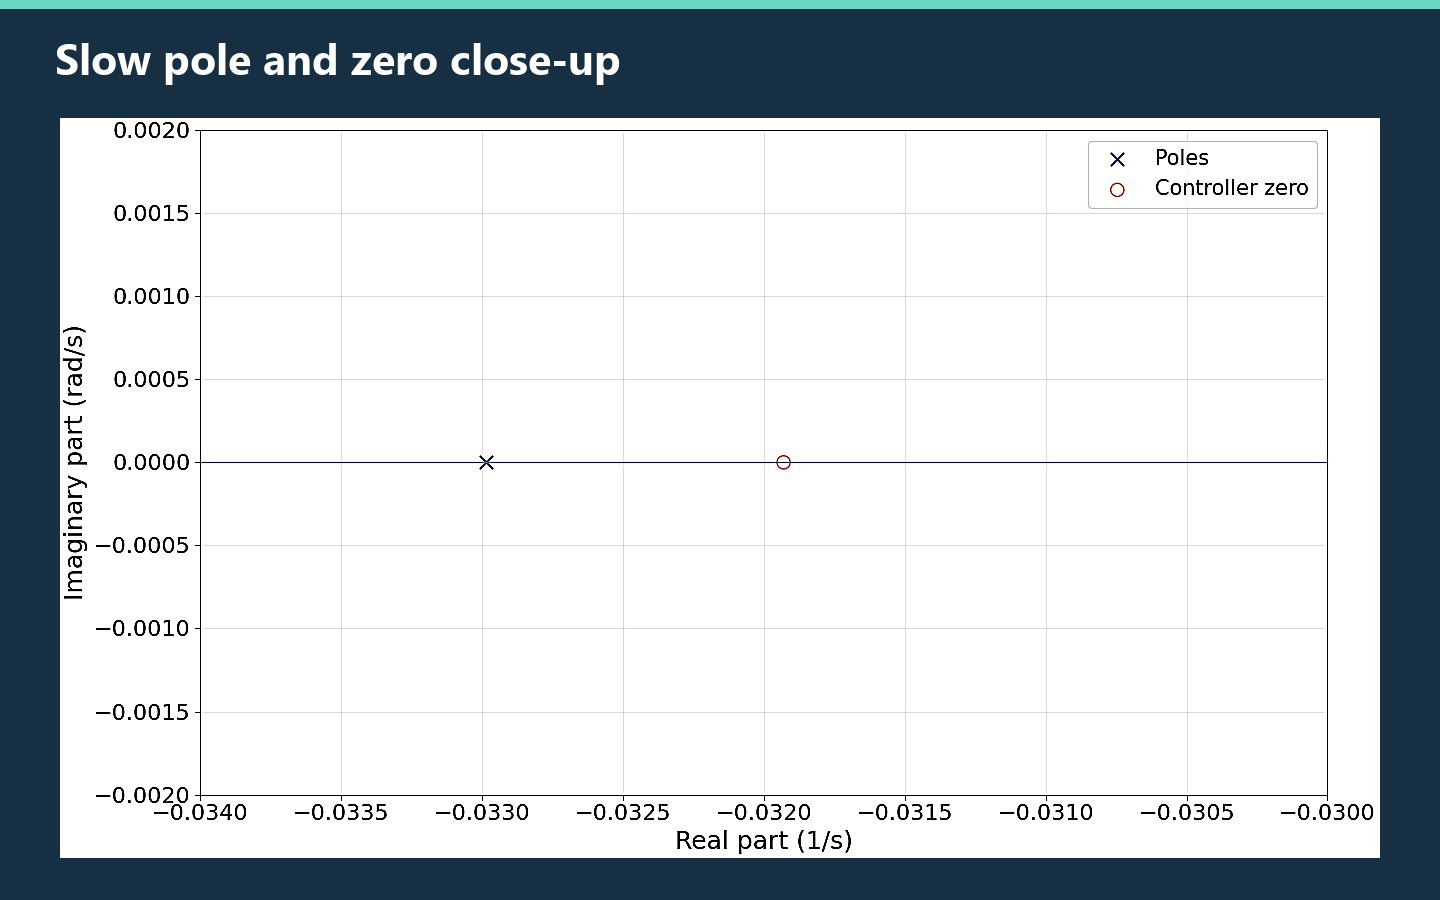 Slow pole and zero close-up
Poles
Controller zero
0.0020
0.0015
0.0010
0.0005
0.0000
−0.0005
−0.0010
−0.0015
−0.0020
Imaginary part (rad/s)
−0.0340 −0.0335 −0.0330 −0.0325 −0.0320 −0.0315 −0.0310 −0.0305 −0.0300
Real part (1/s)